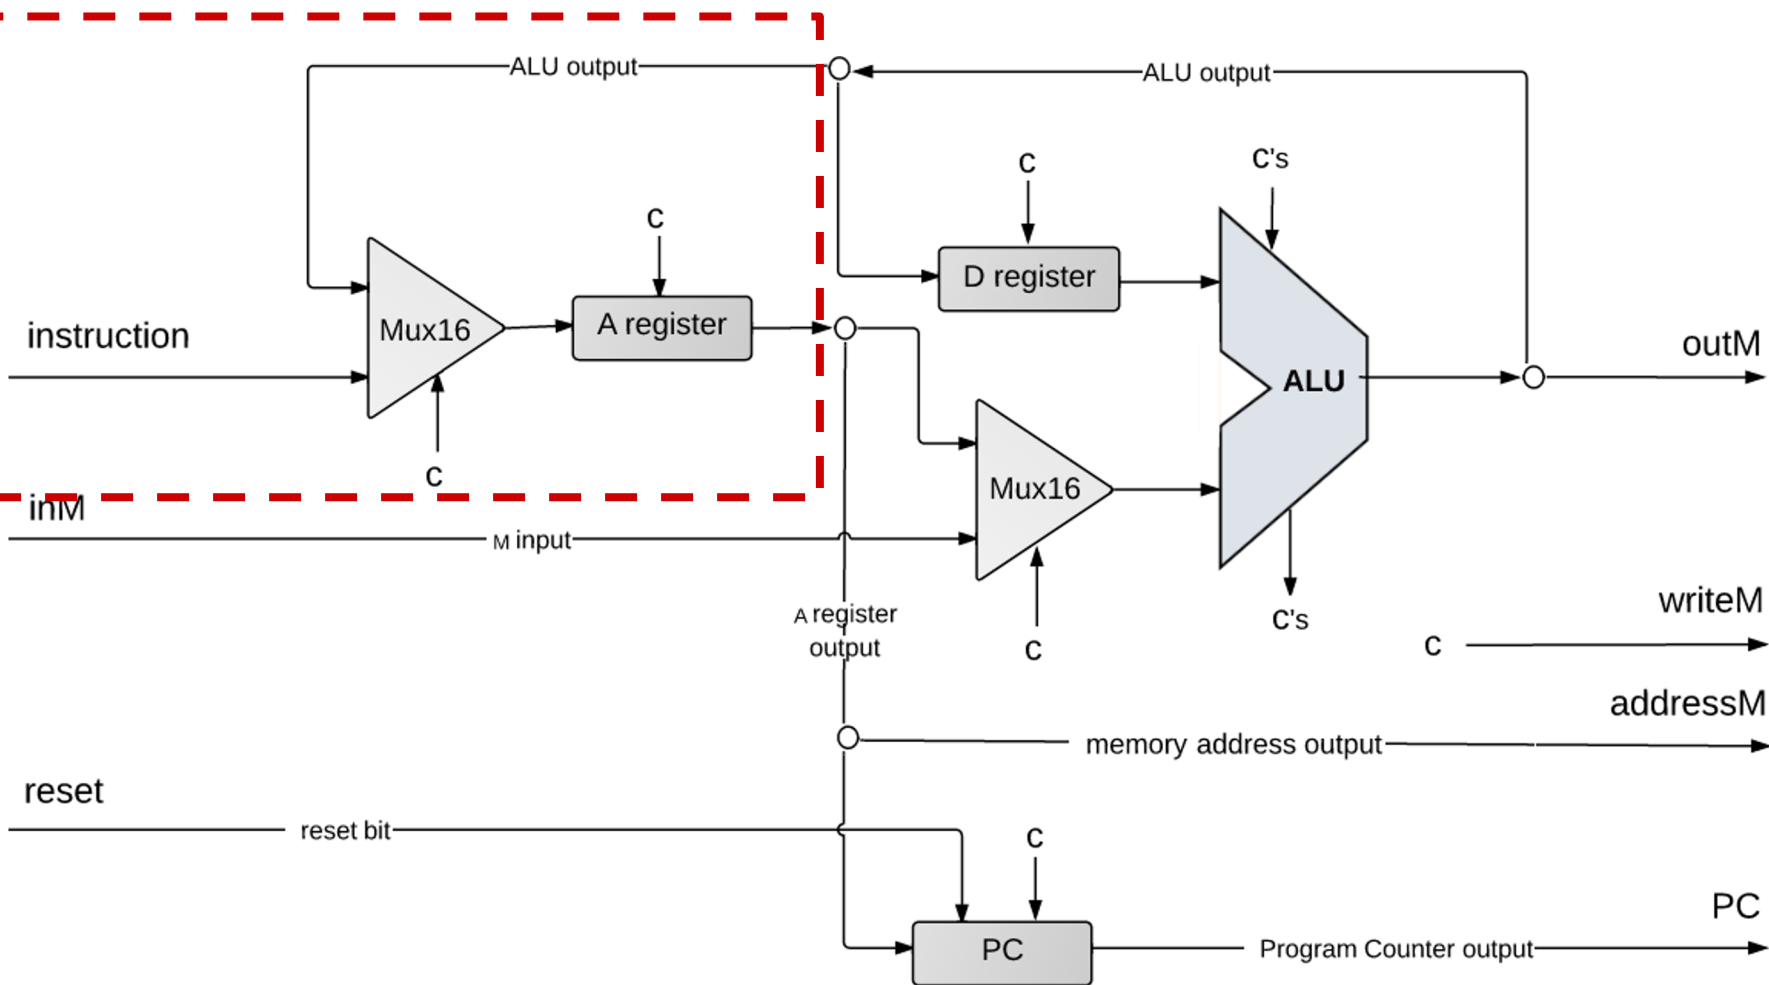 ALU output
ALU output
c
c's
c
D register
instruction
Mux16
A register
outM
ALU
c
inM
Mux16
M input
A register
output
c
c's
writeM
c
addressM
memory address output
reset
reset bit
c
PC
PC
Program Counter output